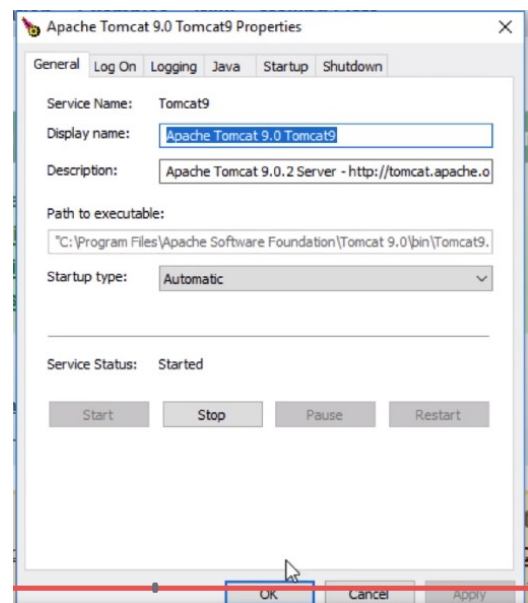 Apache Tomcat 9.0 Tomcat9 Properties
General Log On Logging Java Startup Shutdown
Service Name: Tomcat9
Display name: Apache Tomcat 9.0 Tomcat9
Description: Apache Tomcat 9.0.2 Server - http://tomcat.apache.o
Path to executable:
"C:\Program Files\Apache Software Foundation\Tomcat 9.0\bin\Tomcat9.
Startup type: Automatic
Service Status: Started
Start Stop Pause Restart
OK Cancel Apply